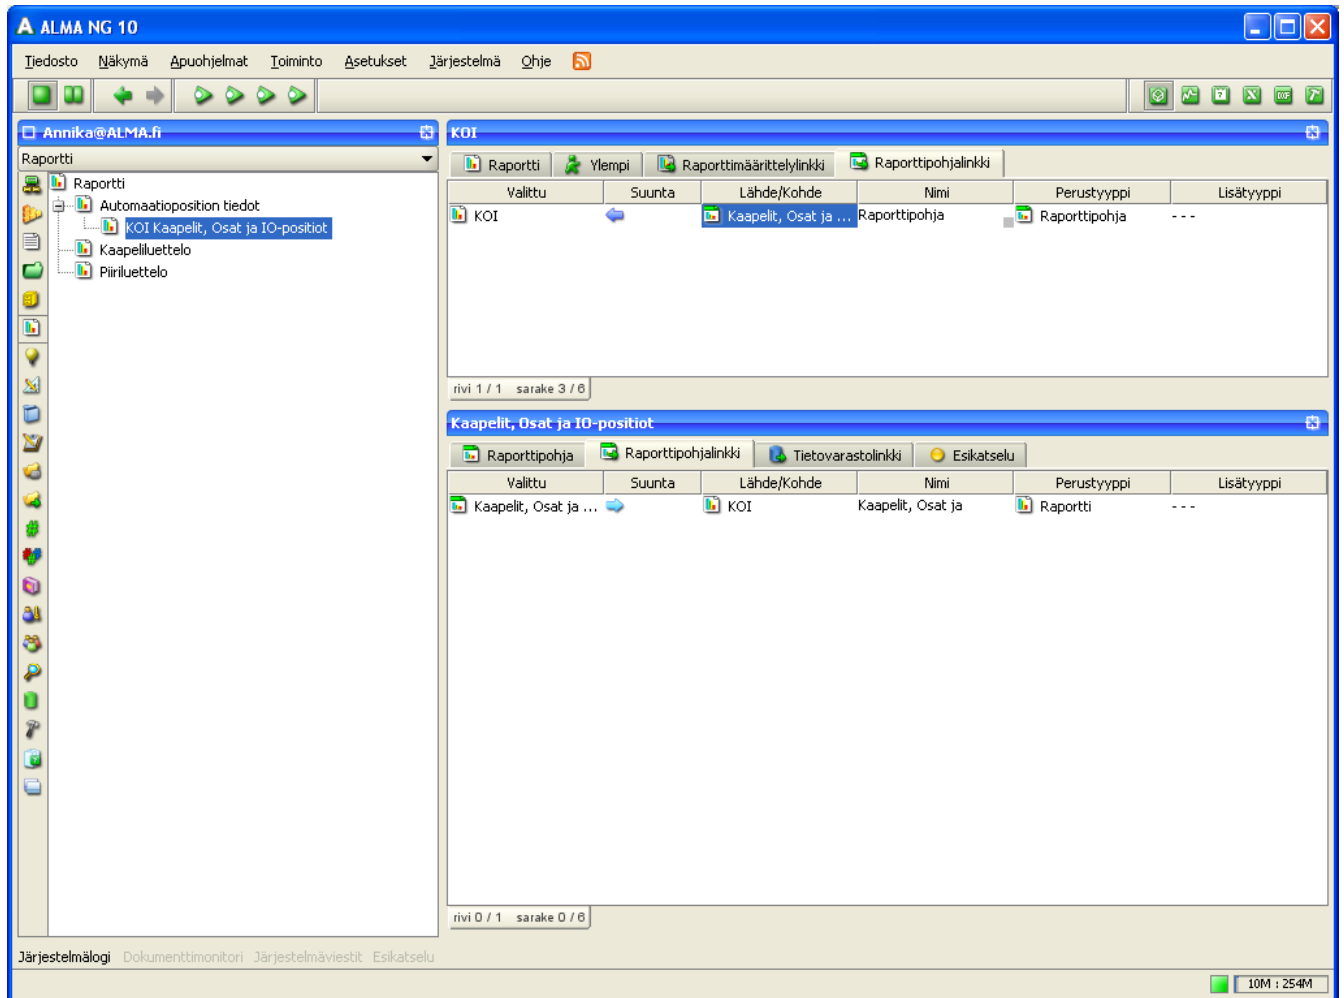 ALMA NG 10
Tiedosto Näkymä Apuohjelmat Toiminto Asetukset Järjestelmä Ohje
Annika@ALMA.fi
Raportti
Raportti
Automaatioposition tiedot
KOI Kaapelit, Osat ja IO-positiot
Kaapeliluettelo
Piiriluettelo
KOI
Raportti Ylempi Raporttimäärittelylinkki Raporttipohjalinkki
Valittu Suunta Lähde/Kohde Nimi Perustyyppi Lisätyyppi
KOI Kaapelit, Osat ja ... Raporttipohja Raporttipohja ---
rivi 1 / 1 sarake 3 / 6
Kaapelit, Osat ja IO-positiot
Raporttipohja Raporttipohjalinkki Tietovarastolinkki Esikatselu
Valittu Suunta Lähde/Kohde Nimi Perustyyppi Lisätyyppi
Kaapelit, Osat ja ... KOI Kaapelit, Osat ja Raportti ---
rivi 0 / 1 sarake 0 / 6
Järjestelmälogi Dokumenttimonitori Järjestelmäviestit Esikatselu
10M : 254M